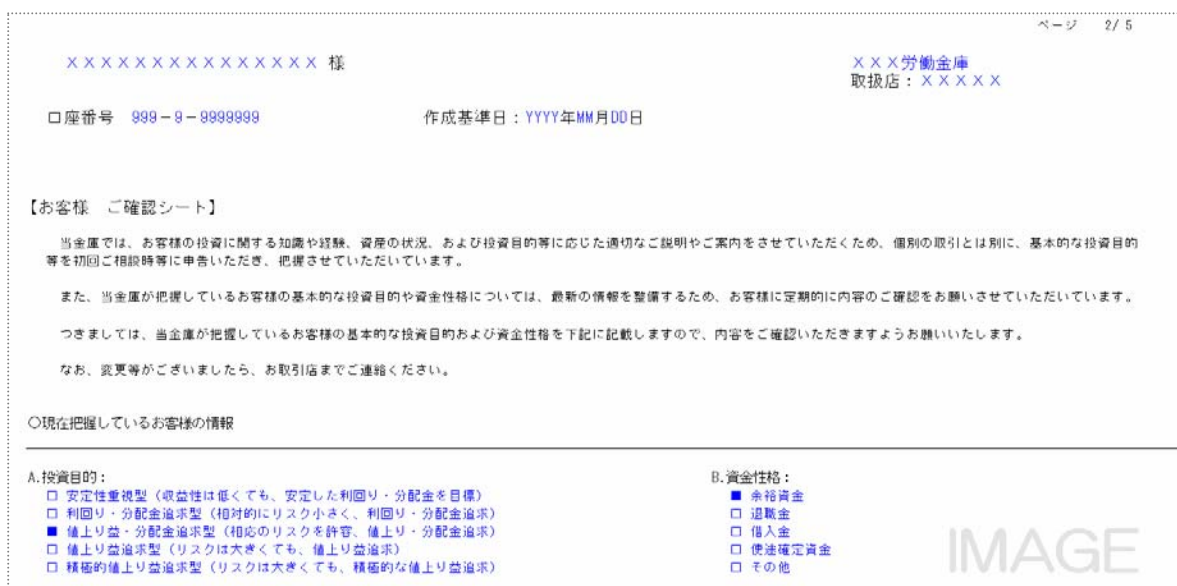 ページ 2/ 5
ＸＸＸＸＸＸＸＸＸＸＸＸＸＸＸ 様
ＸＸＸ労働金庫
取扱店：ＸＸＸＸＸ
口座番号 999－9－9999999
作成基準日：YYYY年MM月DD日
【お客様　ご確認シート】
当金庫では、お客様の投資に関する知識や経験、資産の状況、および投資目的等に応じた適切なご説明やご案内をさせていただくため、個別の取引とは別に、基本的な投資目的
等を初回ご相談時等に申告いただき、把握させていただいています。
また、当金庫が把握しているお客様の基本的な投資目的や資金性格については、最新の情報を整備するため、お客様に定期的に内容のご確認をお願いさせていただいています。
つきましては、当金庫が把握しているお客様の基本的な投資目的および資金性格を下記に記載しますので、内容をご確認いただきますようお願いいたします。
なお、変更等がございましたら、お取引店までご連絡ください。
○現在把握しているお客様の情報
A.投資目的：
□ 安定性重視型（収益性は低くても、安定した利回り・分配金を目標）
□ 利回り・分配金追求型（相対的にリスク小さく、利回り・分配金追求）
■ 値上り益・分配金追求型（相応のリスクを許容、値上り・分配金追求）
□ 値上り益追求型（リスクは大きくても、値上り益追求）
□ 積極的値上り益追求型（リスクは大きくても、積極的な値上り益追求）
B.資金性格：
■ 余裕資金
□ 退職金
□ 借入金
□ 使途確定資金
□ その他
IMAGE